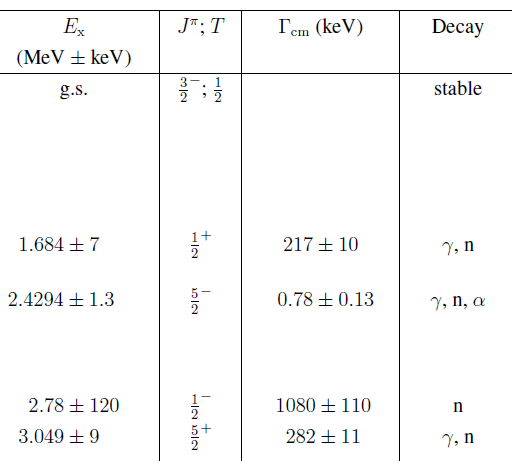 Eₓ Jπ; T Γcm (keV) Decay
(MeV ± keV)
g.s. 3/2⁻; 1/2 stable
1.684 ± 7 1/2⁺ 217 ± 10 γ, n
2.4294 ± 1.3 5/2⁻ 0.78 ± 0.13 γ, n, α
2.78 ± 120 1/2⁻ 1080 ± 110 n
3.049 ± 9 5/2⁺ 282 ± 11 γ, n